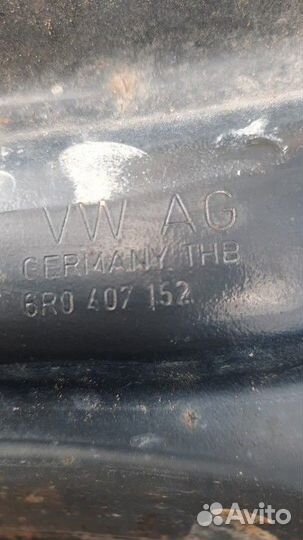 VW AG
GERMANY THB
6R0 407 152
Avito